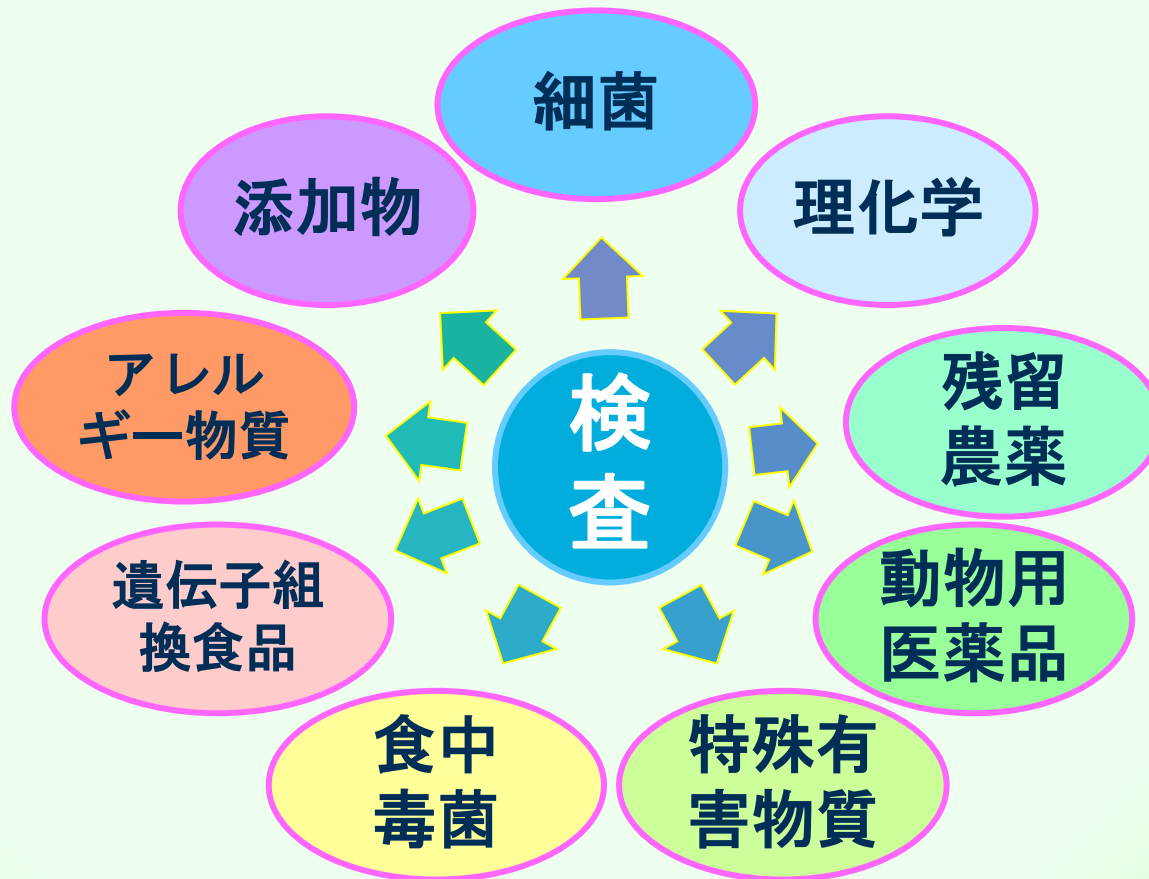 細菌
添加物
理化学
アレル
ギー物質
検
査
残留
農薬
遺伝子組
換食品
動物用
医薬品
食中
毒菌
特殊有
害物質